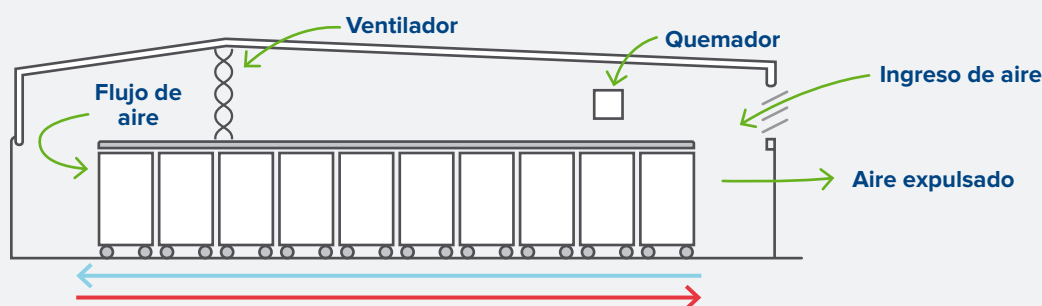 Ventilador
Quemador
Ingreso de aire
Flujo de
aire
Aire expulsado